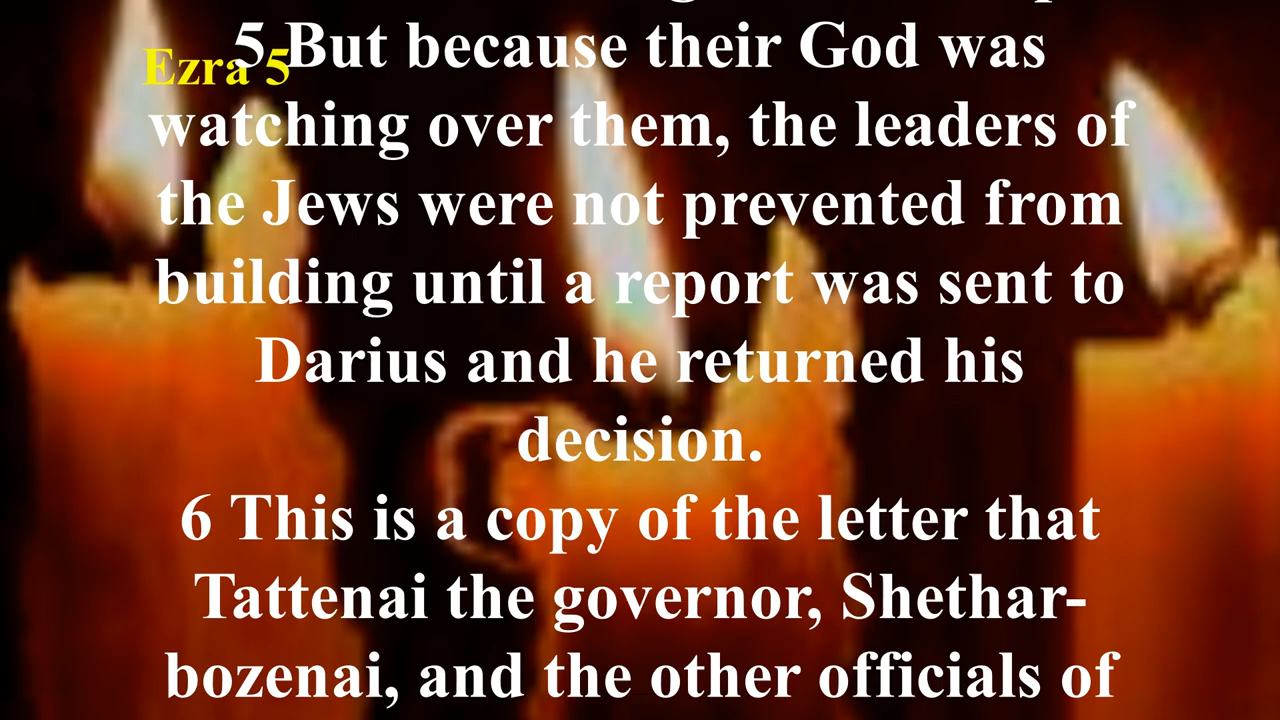 Ezra 5
5 But because their God was
watching over them, the leaders of
the Jews were not prevented from
building until a report was sent to
Darius and he returned his
decision.
6 This is a copy of the letter that
Tattenai the governor, Shethar-
bozenai, and the other officials of